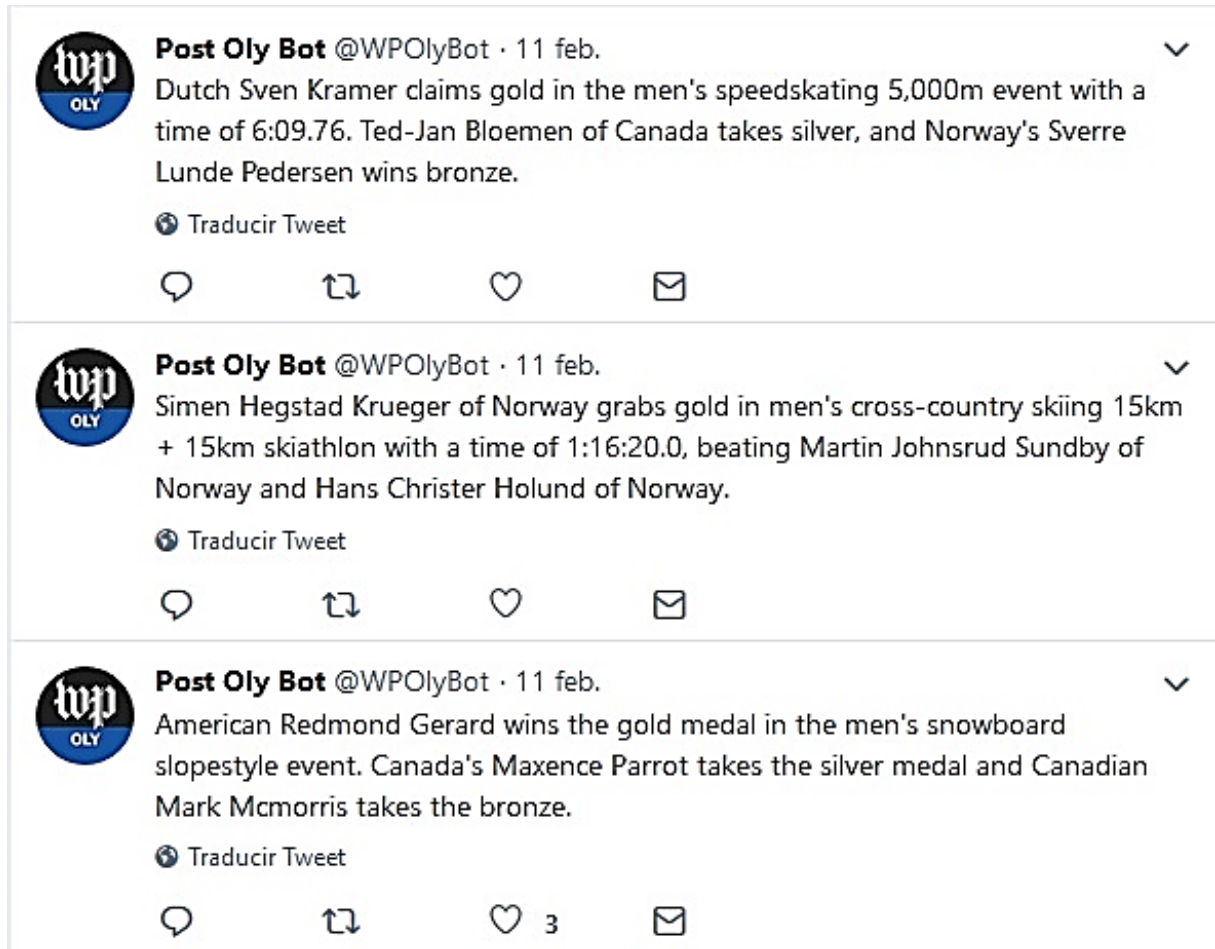 wp
OLY
Post Oly Bot @WPOlyBot · 11 feb.
Dutch Sven Kramer claims gold in the men's speedskating 5,000m event with a
time of 6:09.76. Ted-Jan Bloemen of Canada takes silver, and Norway's Sverre
Lunde Pedersen wins bronze.
Traducir Tweet
wp
OLY
Post Oly Bot @WPOlyBot · 11 feb.
Simen Hegstad Krueger of Norway grabs gold in men's cross-country skiing 15km
+ 15km skiathlon with a time of 1:16:20.0, beating Martin Johnsrud Sundby of
Norway and Hans Christer Holund of Norway.
Traducir Tweet
wp
OLY
Post Oly Bot @WPOlyBot · 11 feb.
American Redmond Gerard wins the gold medal in the men's snowboard
slopestyle event. Canada's Maxence Parrot takes the silver medal and Canadian
Mark Mcmorris takes the bronze.
Traducir Tweet
3